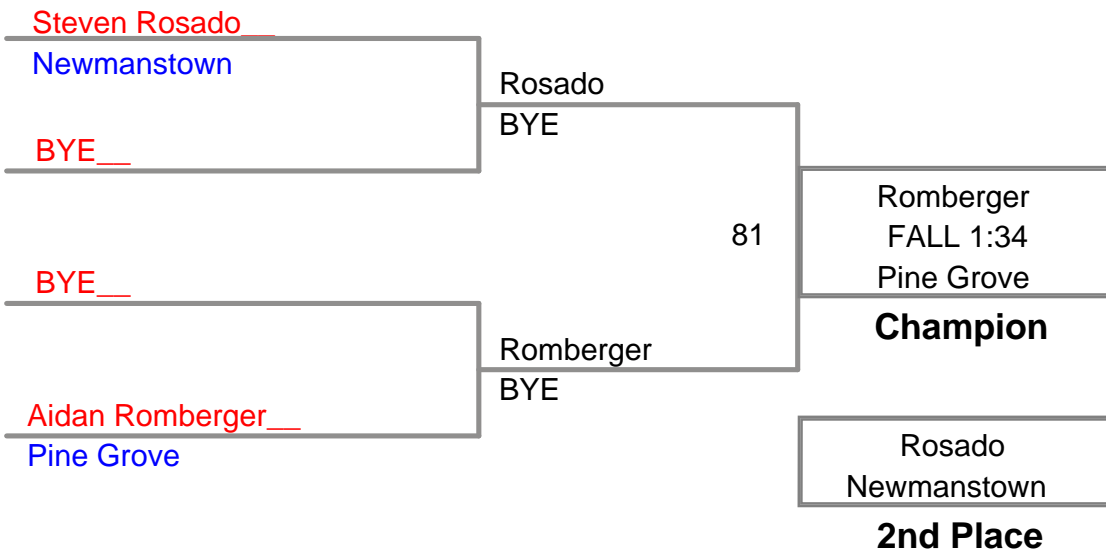 Steven Rosado__
Newmanstown
Rosado
BYE
BYE__
Romberger
81
FALL 1:34
Pine Grove
BYE__
Champion
Romberger
BYE
Aidan Romberger__
Pine Grove
Rosado
Newmanstown
2nd Place